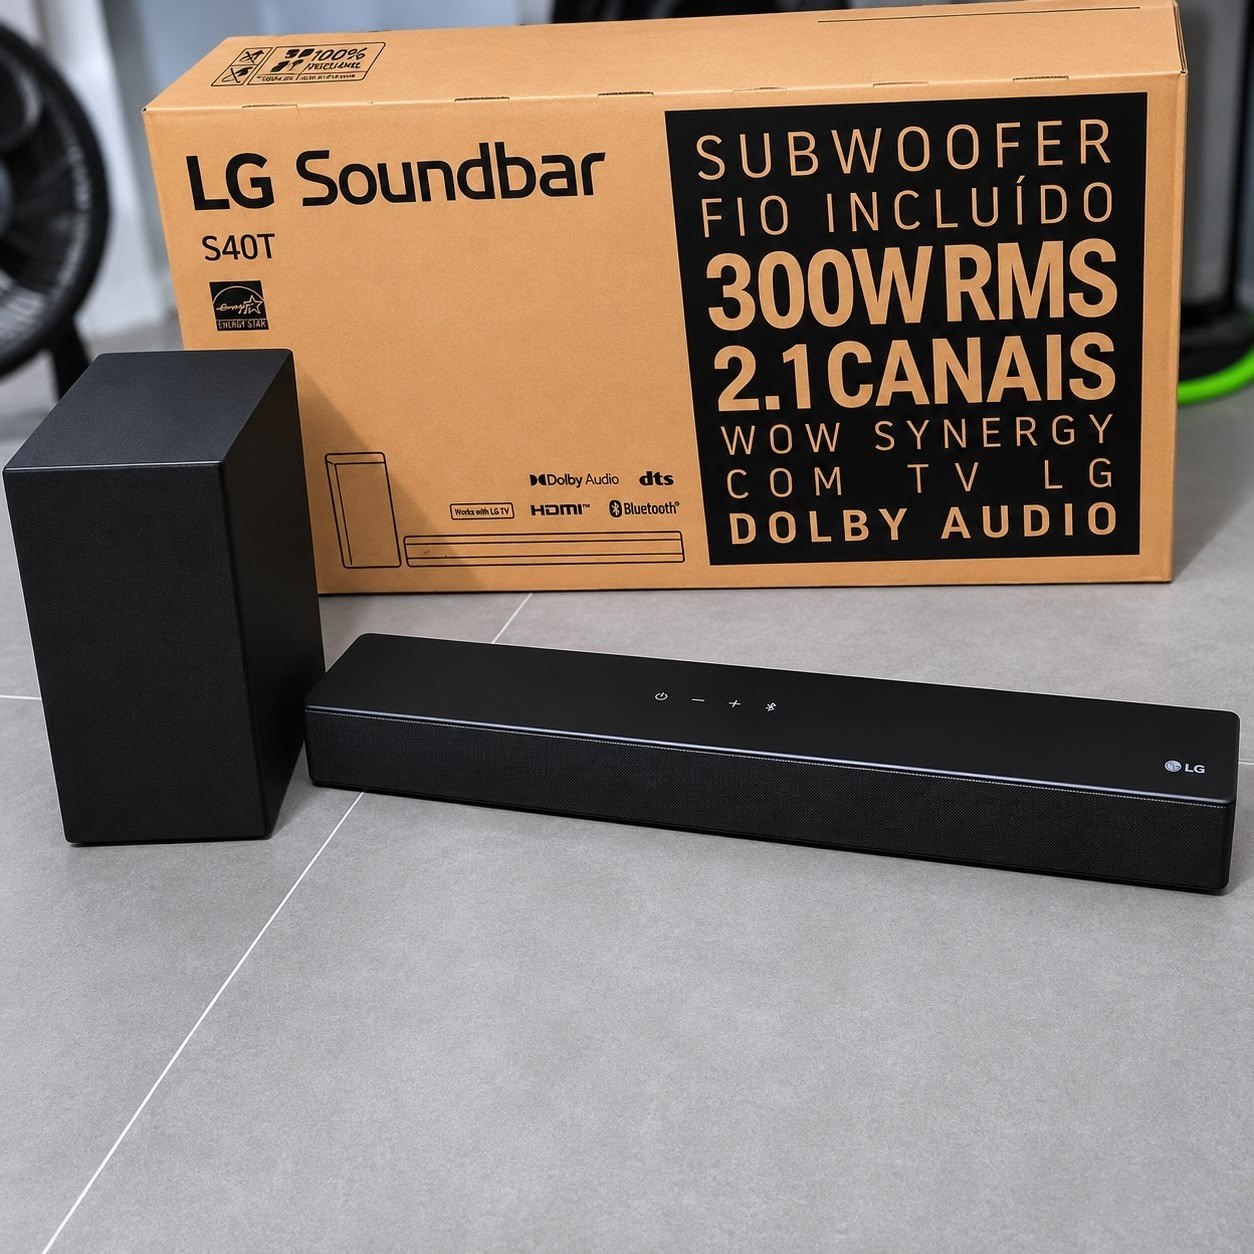 100%
LG Soundbar
S40T
ENERGY STAR
Dolby Audio dts
Works with LG TV HDMI™ Bluetooth®
SUBWOOFER
FIO INCLUÍDO
300W RMS
2.1 CANAIS
WOW SYNERGY
COM TV LG
DOLBY AUDIO
LG